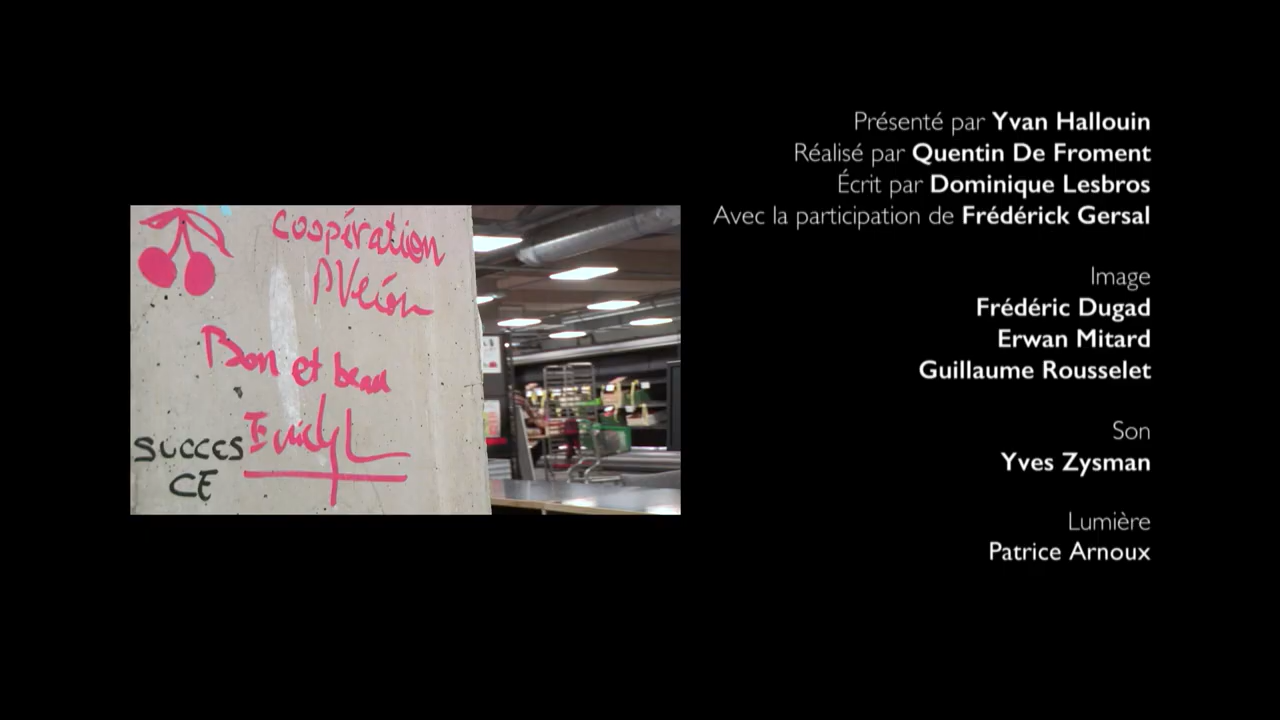 coopération
Bon et beau
SUCCES
CE
Présenté par Yvan Hallouin
Réalisé par Quentin De Froment
Écrit par Dominique Lesbros
Avec la participation de Frédérick Gersal
Image
Frédéric Dugad
Erwan Mitard
Guillaume Rousselet
Son
Yves Zysman
Lumière
Patrice Arnoux